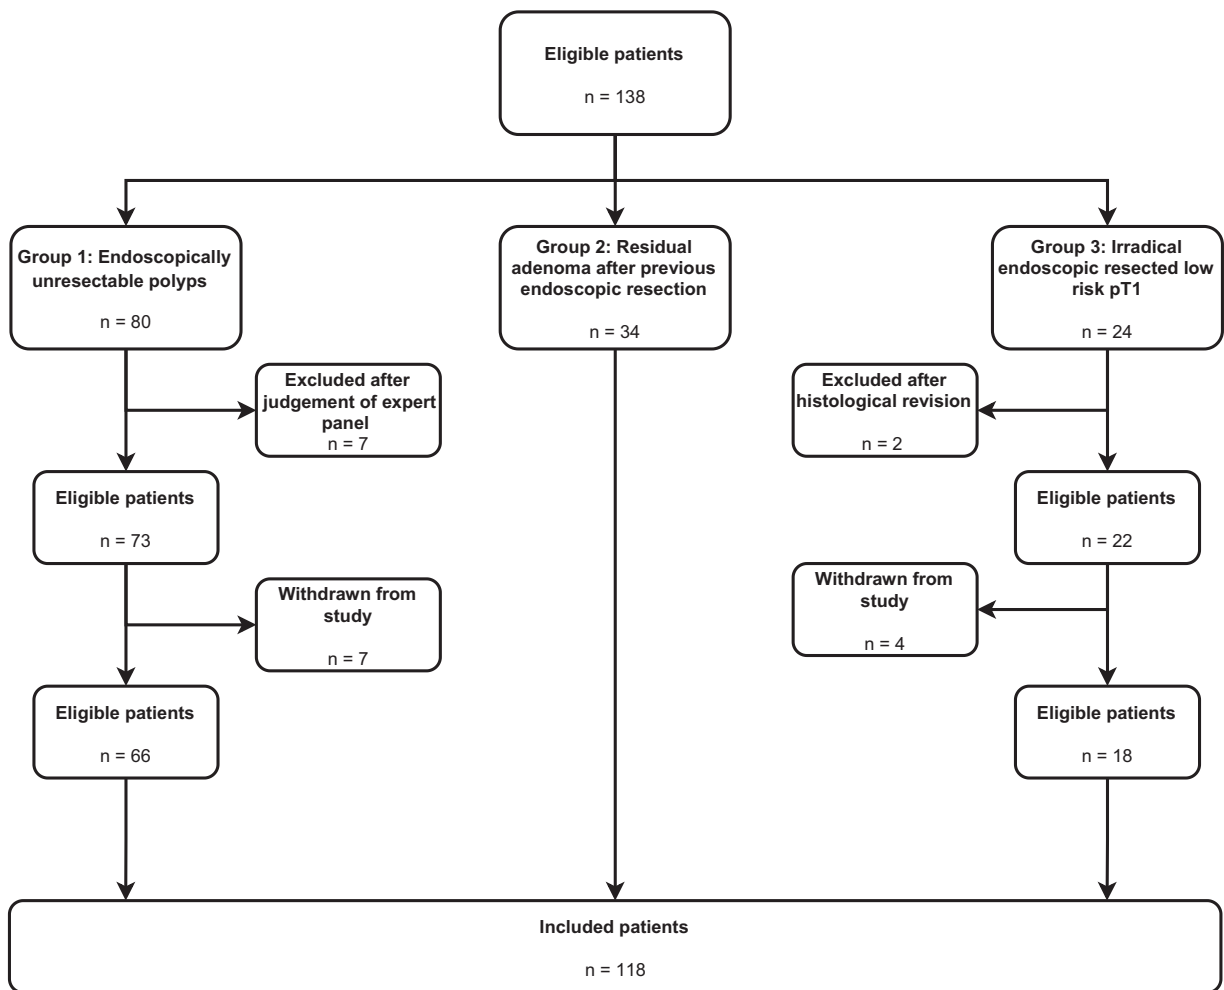 Eligible patients
n = 138
Group 1: Endoscopically
unresectable polyps
n = 80
Group 2: Residual
adenoma after previous
endoscopic resection
n = 34
Group 3: Irradical
endoscopic resected low
risk pT1
n = 24
Excluded after
judgement of expert
panel
n = 7
Excluded after
histological revision
n = 2
Eligible patients
n = 73
Eligible patients
n = 22
Withdrawn from
study
n = 7
Withdrawn from
study
n = 4
Eligible patients
n = 66
Eligible patients
n = 18
Included patients
n = 118